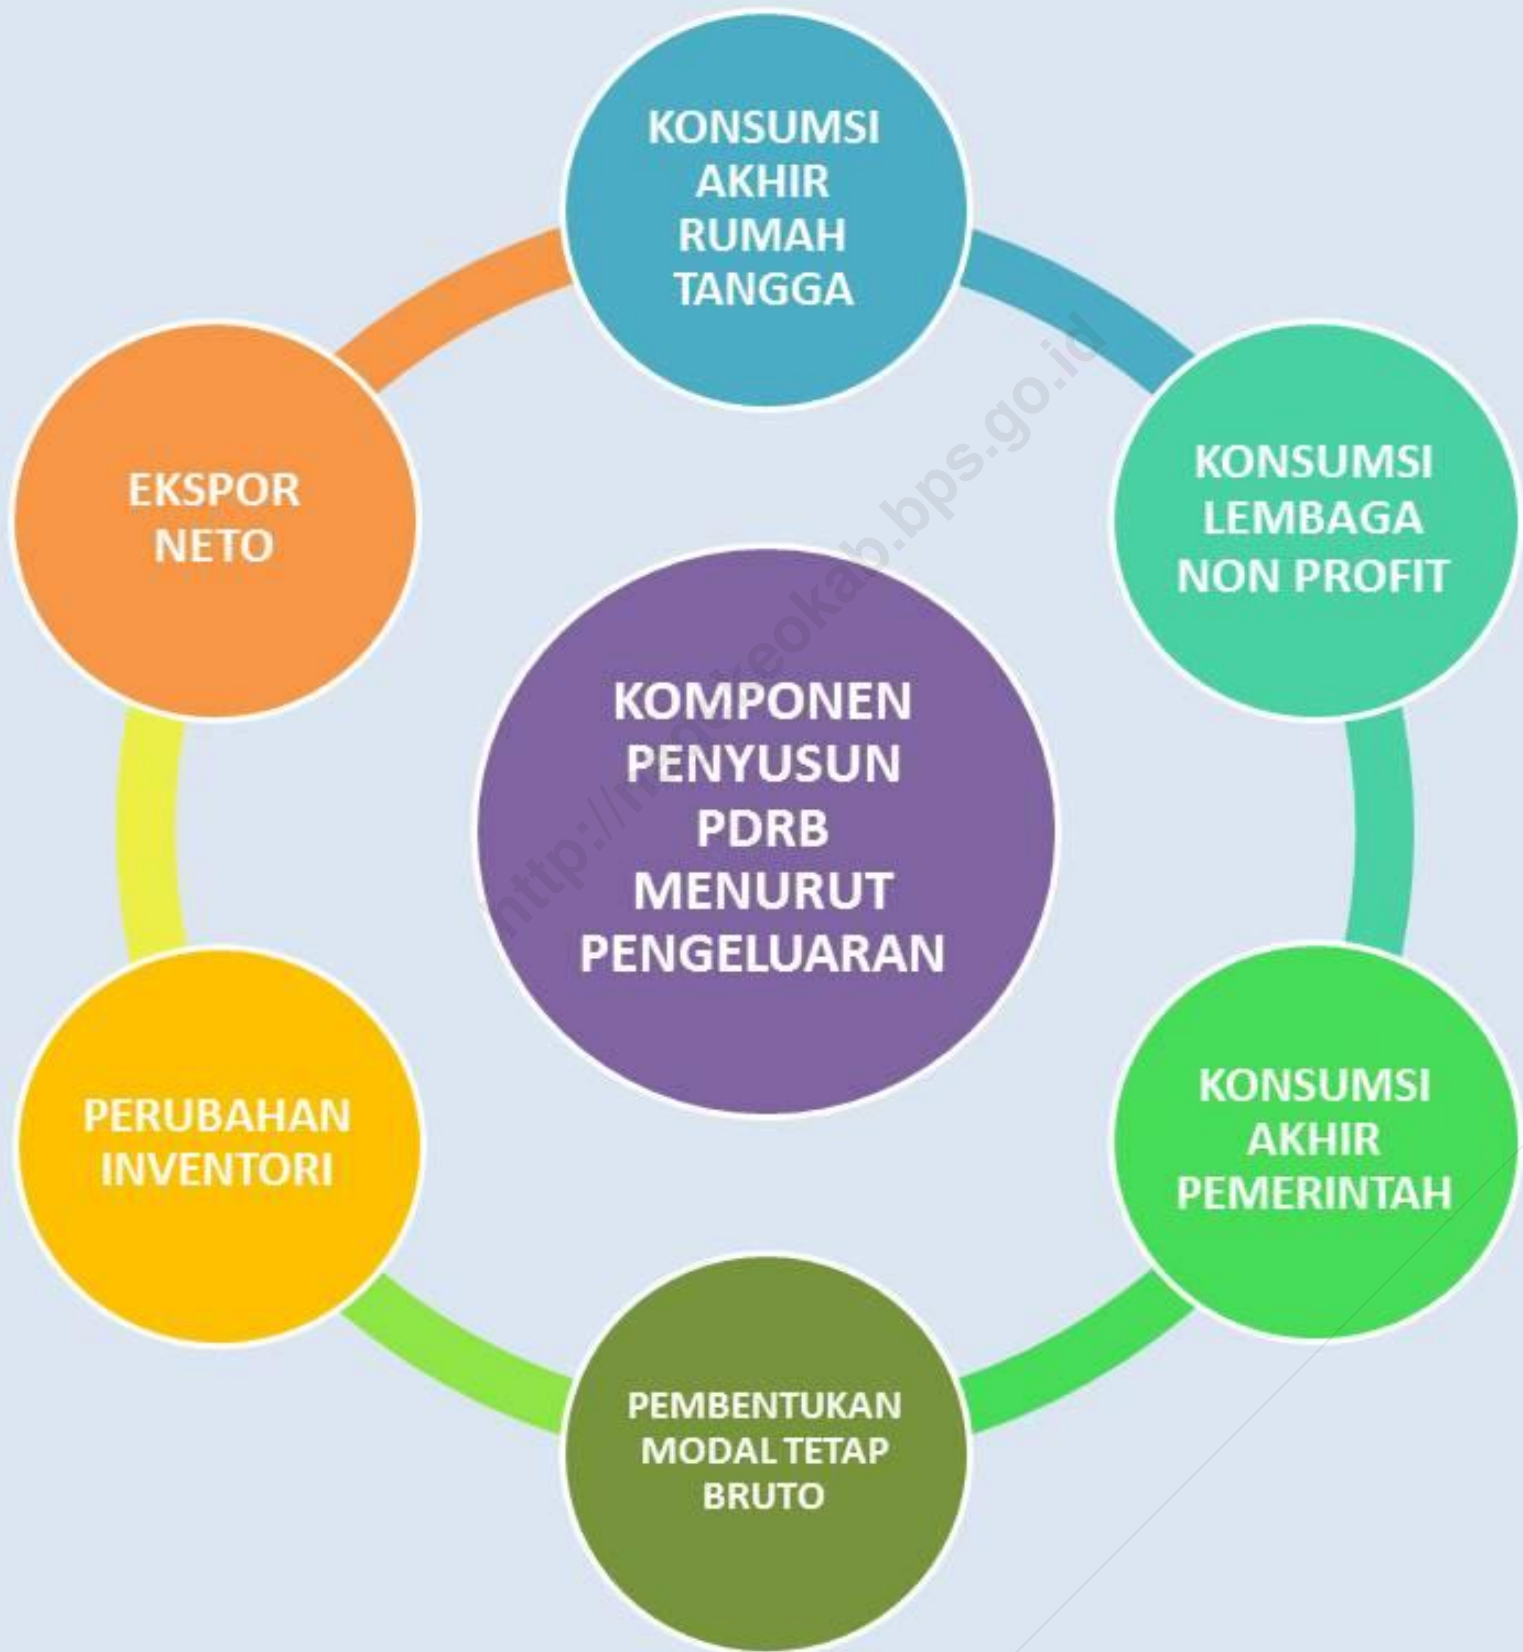 KONSUMSI
AKHIR
RUMAH
TANGGA
KONSUMSI
LEMBAGA
NON PROFIT
KONSUMSI
AKHIR
PEMERINTAH
PEMBENTUKAN
MODAL TETAP
BRUTO
PERUBAHAN
INVENTORI
EKSPOR
NETO
KOMPONEN
PENYUSUN
PDRB
MENURUT
PENGELUARAN